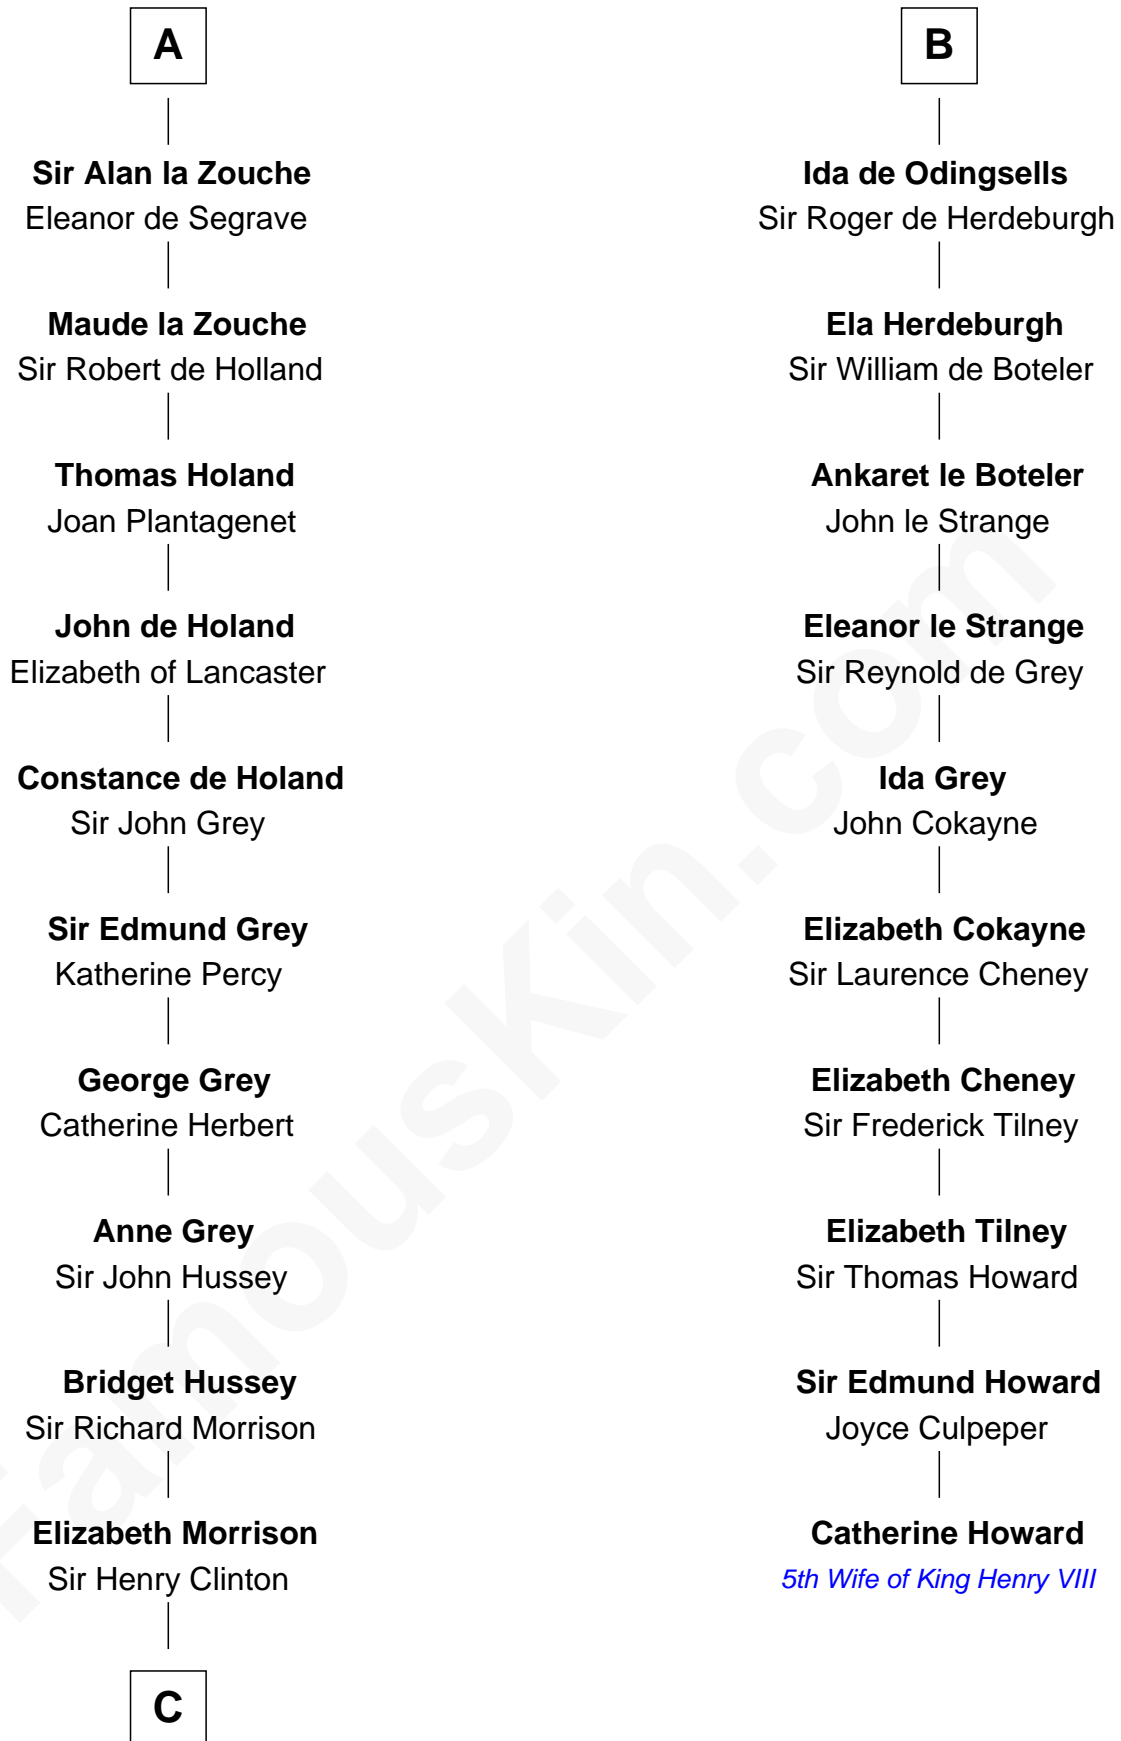 A
Sir Alan la Zouche
Eleanor de Segrave
Maude la Zouche
Sir Robert de Holland
Thomas Holand
Joan Plantagenet
John de Holand
Elizabeth of Lancaster
Constance de Holand
Sir John Grey
Sir Edmund Grey
Katherine Percy
George Grey
Catherine Herbert
Anne Grey
Sir John Hussey
Bridget Hussey
Sir Richard Morrison
Elizabeth Morrison
Sir Henry Clinton
C
B
Ida de Odingsells
Sir Roger de Herdeburgh
Ela Herdeburgh
Sir William de Boteler
Ankaret le Boteler
John le Strange
Eleanor le Strange
Sir Reynold de Grey
Ida Grey
John Cokayne
Elizabeth Cokayne
Sir Laurence Cheney
Elizabeth Cheney
Sir Frederick Tilney
Elizabeth Tilney
Sir Thomas Howard
Sir Edmund Howard
Joyce Culpeper
Catherine Howard
5th Wife of King Henry VIII
FamousKin.com